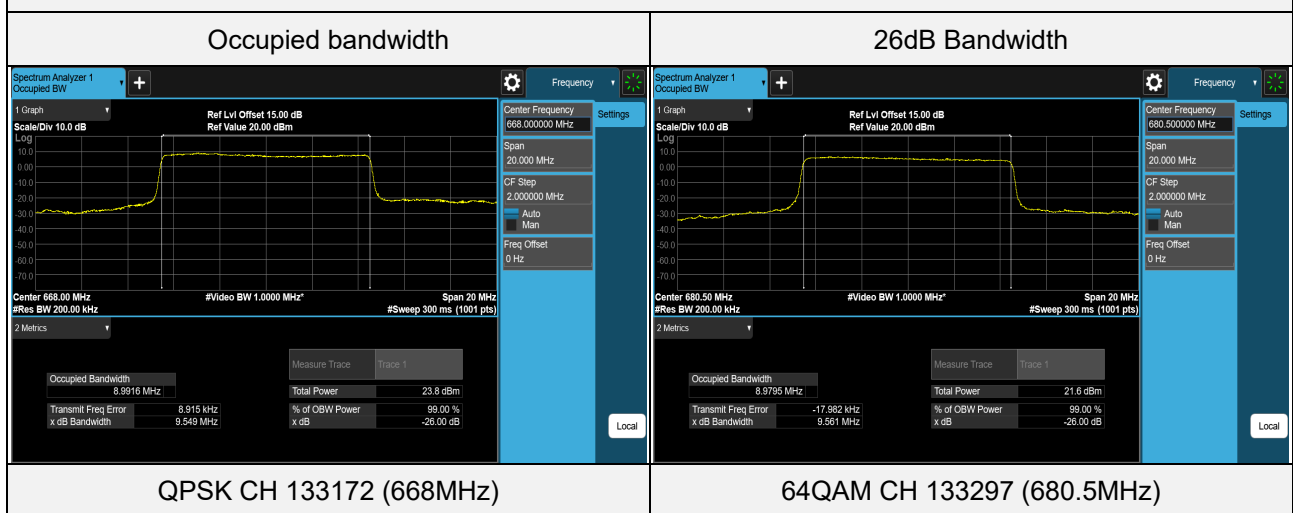 Occupied bandwidth
26dB Bandwidth
Spectrum Analyzer 1
Occupied BW
+
Frequency
1 Graph
Scale/Div 10.0 dB
Ref Lvl Offset 15.00 dB
Ref Value 20.00 dBm
Log
10.0
0.00
-10.0
-20.0
-30.0
-40.0
-50.0
-60.0
-70.0
Center 668.00 MHz
#Res BW 200.00 kHz
#Video BW 1.0000 MHz*
Span 20 MHz
#Sweep 300 ms (1001 pts)
Center Frequency
668.000000 MHz
Settings
Span
20.000 MHz
CF Step
2.000000 MHz
Auto
Man
Freq Offset
0 Hz
Local
2 Metrics
Measure Trace Trace 1
Occupied Bandwidth
8.9916 MHz
Total Power 23.8 dBm
Transmit Freq Error 8.915 kHz
% of OBW Power 99.00 %
x dB Bandwidth 9.549 MHz
x dB -26.00 dB
Spectrum Analyzer 1
Occupied BW
+
Frequency
1 Graph
Scale/Div 10.0 dB
Ref Lvl Offset 15.00 dB
Ref Value 20.00 dBm
Log
10.0
0.00
-10.0
-20.0
-30.0
-40.0
-50.0
-60.0
-70.0
Center 680.50 MHz
#Res BW 200.00 kHz
#Video BW 1.0000 MHz*
Span 20 MHz
#Sweep 300 ms (1001 pts)
Center Frequency
680.500000 MHz
Settings
Span
20.000 MHz
CF Step
2.000000 MHz
Auto
Man
Freq Offset
0 Hz
Local
2 Metrics
Measure Trace Trace 1
Occupied Bandwidth
8.9795 MHz
Total Power 21.6 dBm
Transmit Freq Error -17.982 kHz
% of OBW Power 99.00 %
x dB Bandwidth 9.561 MHz
x dB -26.00 dB
QPSK CH 133172 (668MHz)
64QAM CH 133297 (680.5MHz)